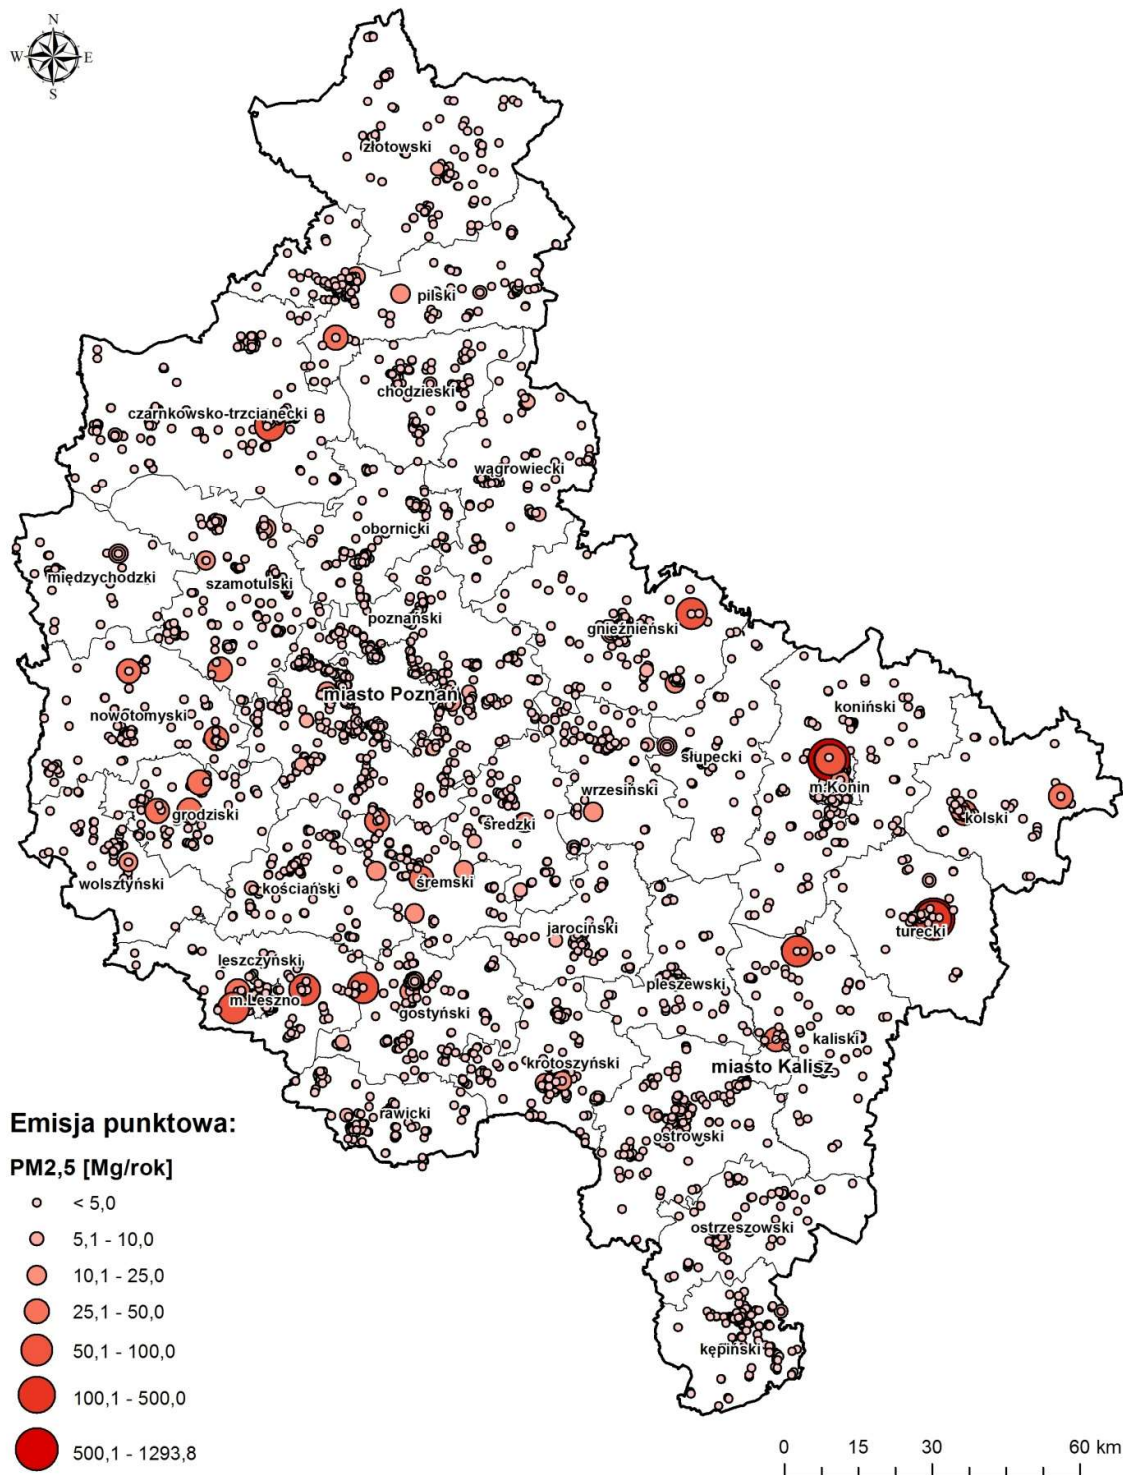 N
W E
S
złotowski
pilski
chodzieski
czarnkowsko-trzcianecki
wągrowiecki
obornicki
międzychodzki
szamotulski
poznański
gnieźnieński
miasto Poznań
koniński
nowotomyski
słupecki
m.Konin
wrzesiński
grodziski
średzki
kolski
wolsztyński
kościański
śremski
jarociński
turecki
leszczyński
pleszewski
m.Leszno
gostyński
kaliski
krotoszyński
miasto Kalisz
rawicki
ostrowski
ostrzeszowski
kępiński
Emisja punktowa:
PM2,5 [Mg/rok]
< 5,0
5,1 - 10,0
10,1 - 25,0
25,1 - 50,0
50,1 - 100,0
100,1 - 500,0
500,1 - 1293,8
0 15 30 60 km